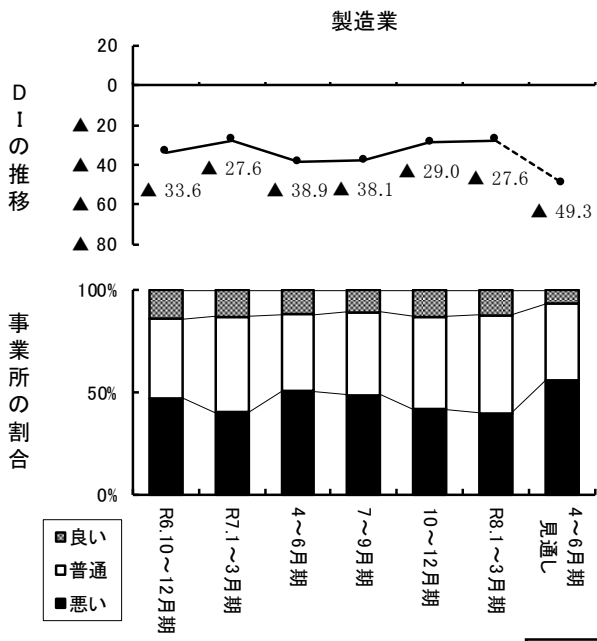 製造業
DIの推移
20
0
▲ 20
▲ 40
▲ 60
▲ 80
▲ 33.6
▲ 27.6
▲ 38.9
▲ 38.1
▲ 29.0
▲ 27.6
▲ 49.3
事業所の割合
100%
50%
0%
R6.10～12月期
R7.1～3月期
4～6月期
7～9月期
10～12月期
R8.1～3月期
4～6月期
見通し
良い
普通
悪い